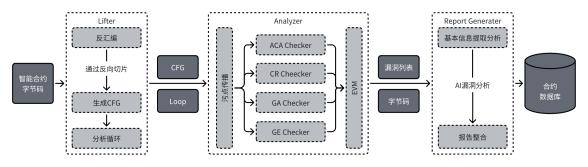 智能合约
字节码
Lifter
反汇编
通过反向切片
生成CFG
分析循环
CFG
Loop
Analyzer
污点传播
ACA Checker
CR Checker
GA Checker
GE Checker
EVM
漏洞列表
字节码
Report Generater
基本信息提取分析
AI漏洞分析
报告整合
合约
数据库